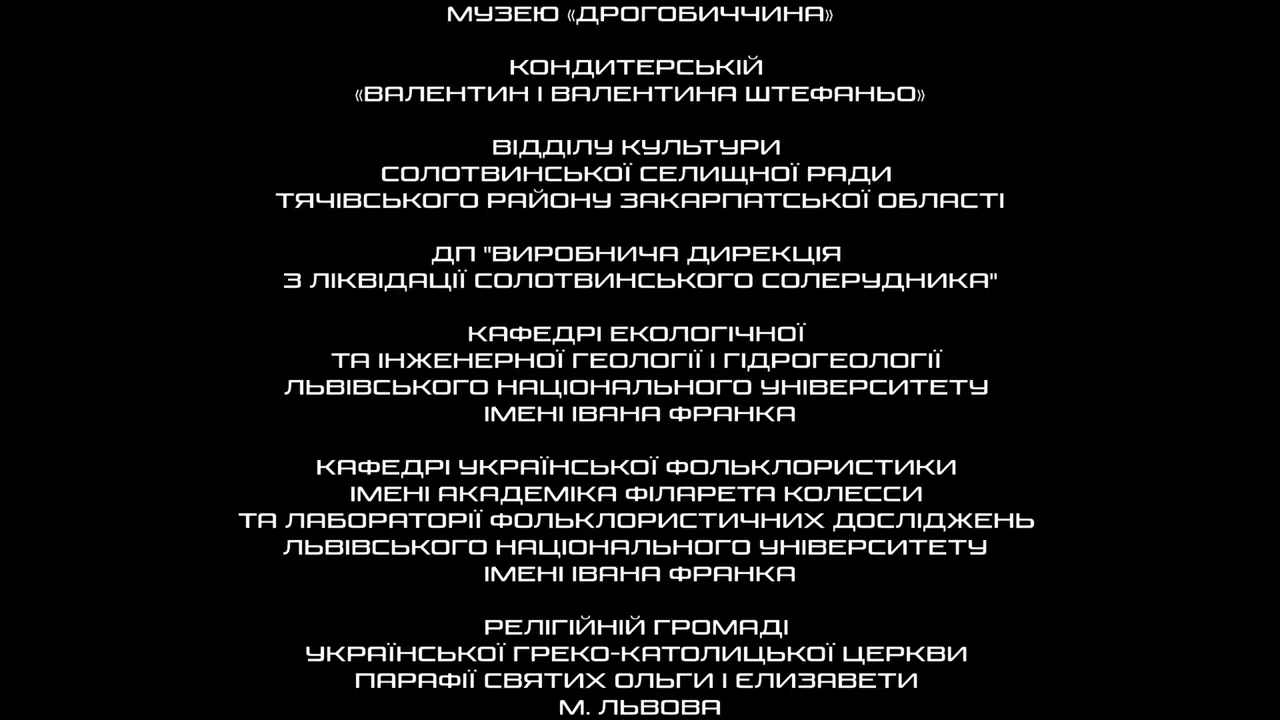 МУЗЕЮ «ДРОГОБИЧЧИНА»
КОНДИТЕРСЬКІЙ
«ВАЛЕНТИН І ВАЛЕНТИНА ШТЕФАНЬО»
ВІДДІЛУ КУЛЬТУРИ
СОЛОТВИНСЬКОЇ СЕЛИЩНОЇ РАДИ
ТЯЧІВСЬКОГО РАЙОНУ ЗАКАРПАТСЬКОЇ ОБЛАСТІ
ДП "ВИРОБНИЧА ДИРЕКЦІЯ
З ЛІКВІДАЦІЇ СОЛОТВИНСЬКОГО СОЛЕРУДНИКА"
КАФЕДРІ ЕКОЛОГІЧНОЇ
ТА ІНЖЕНЕРНОЇ ГЕОЛОГІЇ І ГІДРОГЕОЛОГІЇ
ЛЬВІВСЬКОГО НАЦІОНАЛЬНОГО УНІВЕРСИТЕТУ
ІМЕНІ ІВАНА ФРАНКА
КАФЕДРІ УКРАЇНСЬКОЇ ФОЛЬКЛОРИСТИКИ
ІМЕНІ АКАДЕМІКА ФІЛАРЕТА КОЛЕССИ
ТА ЛАБОРАТОРІЇ ФОЛЬКЛОРИСТИЧНИХ ДОСЛІДЖЕНЬ
ЛЬВІВСЬКОГО НАЦІОНАЛЬНОГО УНІВЕРСИТЕТУ
ІМЕНІ ІВАНА ФРАНКА
РЕЛІГІЙНІЙ ГРОМАДІ
УКРАЇНСЬКОЇ ГРЕКО-КАТОЛИЦЬКОЇ ЦЕРКВИ
ПАРАФІЇ СВЯТИХ ОЛЬГИ І ЄЛИЗАВЕТИ
М. ЛЬВОВА